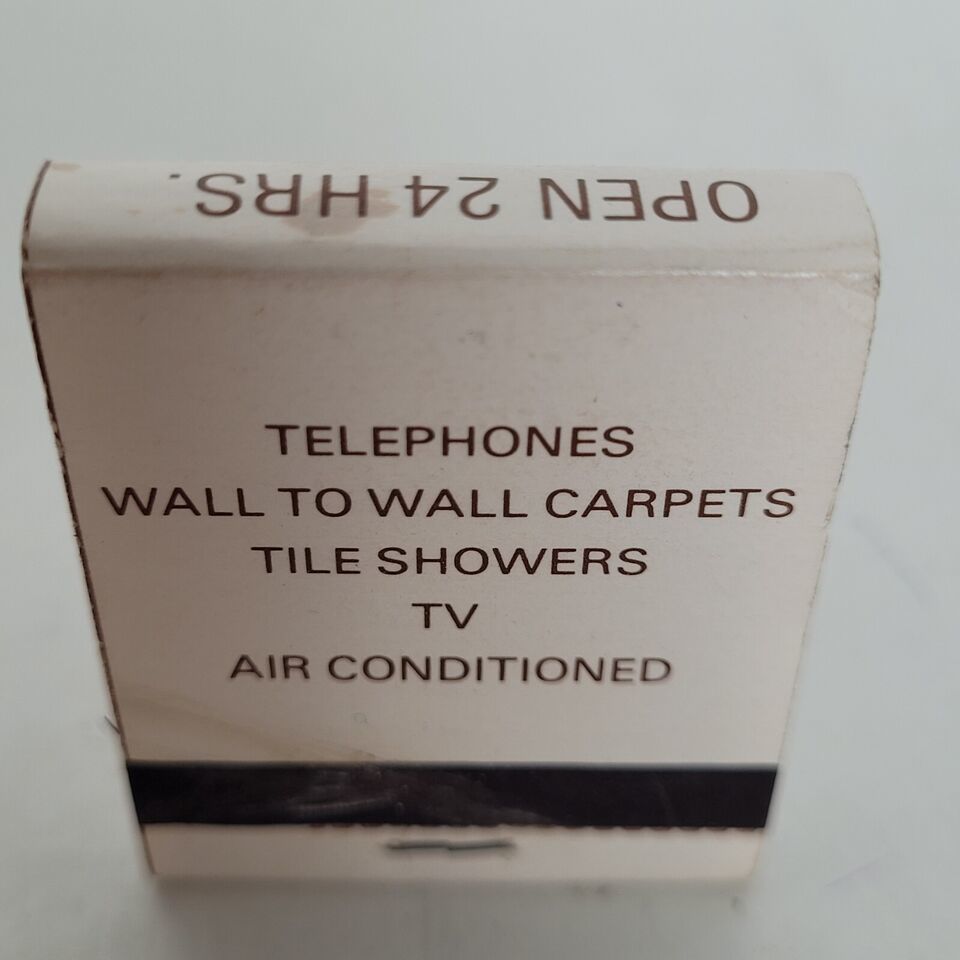 OPEN 24 HRS.
TELEPHONES
WALL TO WALL CARPETS
TILE SHOWERS
TV
AIR CONDITIONED